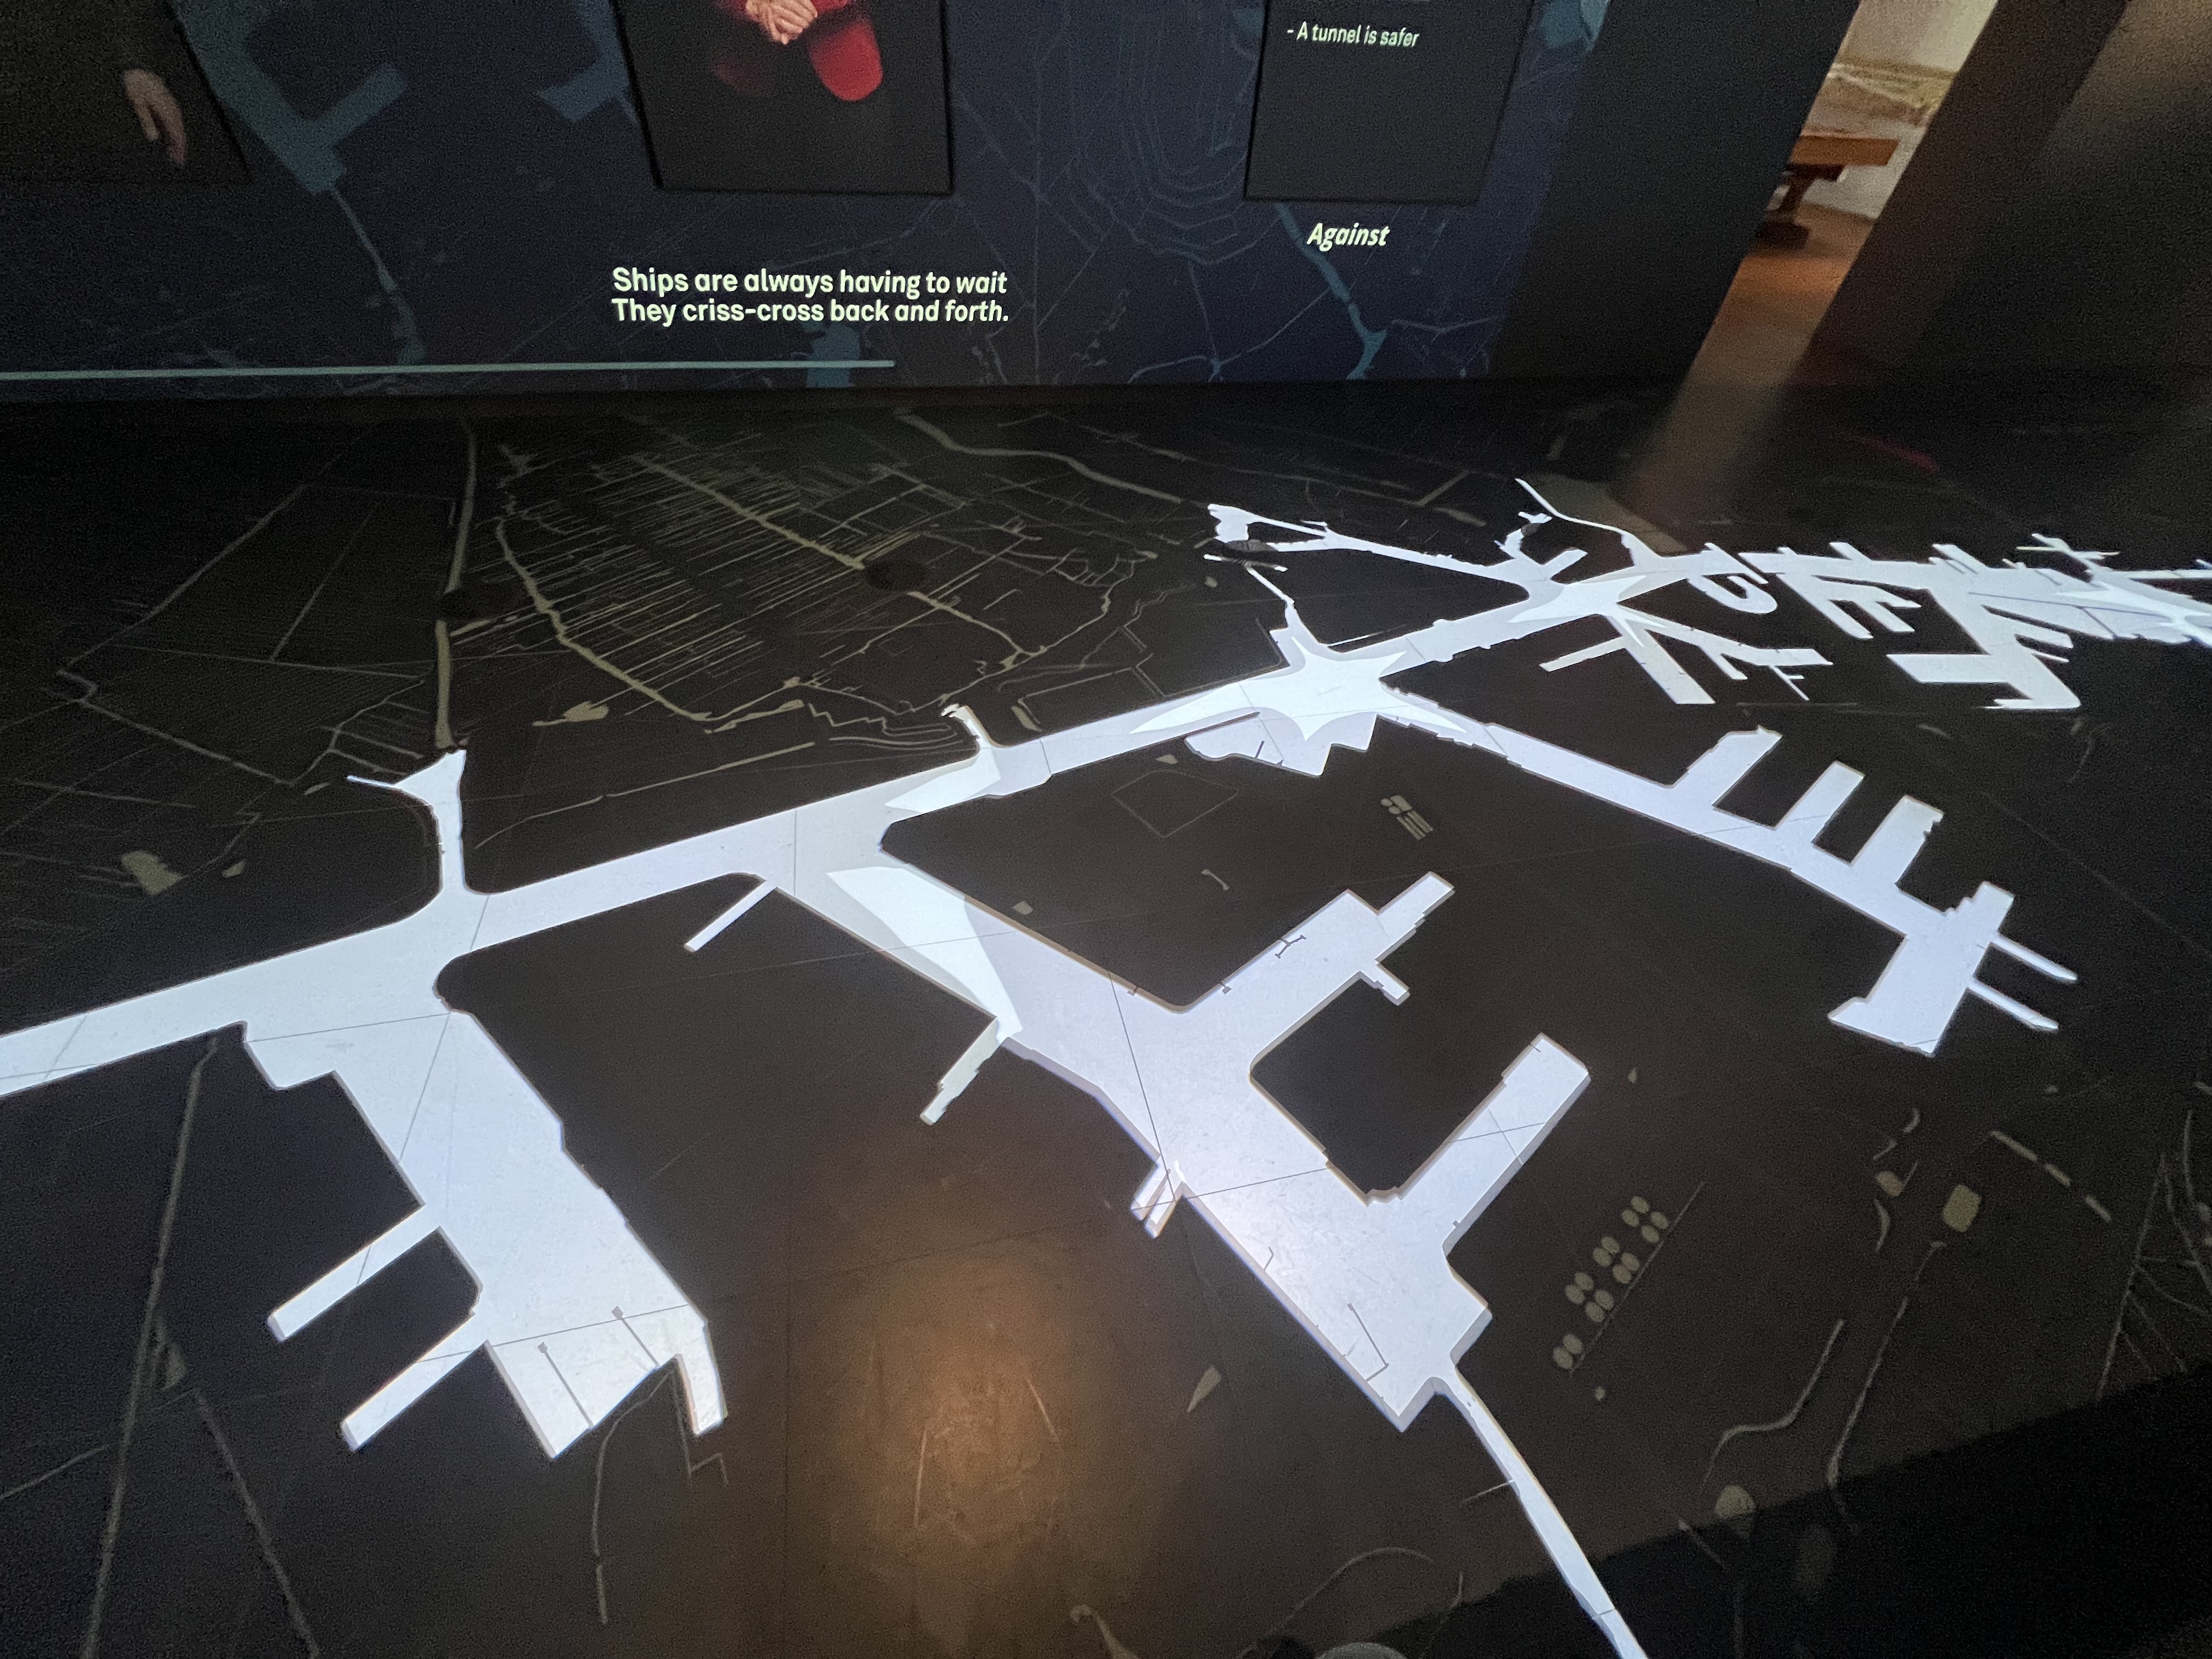 - A tunnel is safer
Against
Ships are always having to wait
They criss-cross back and forth.